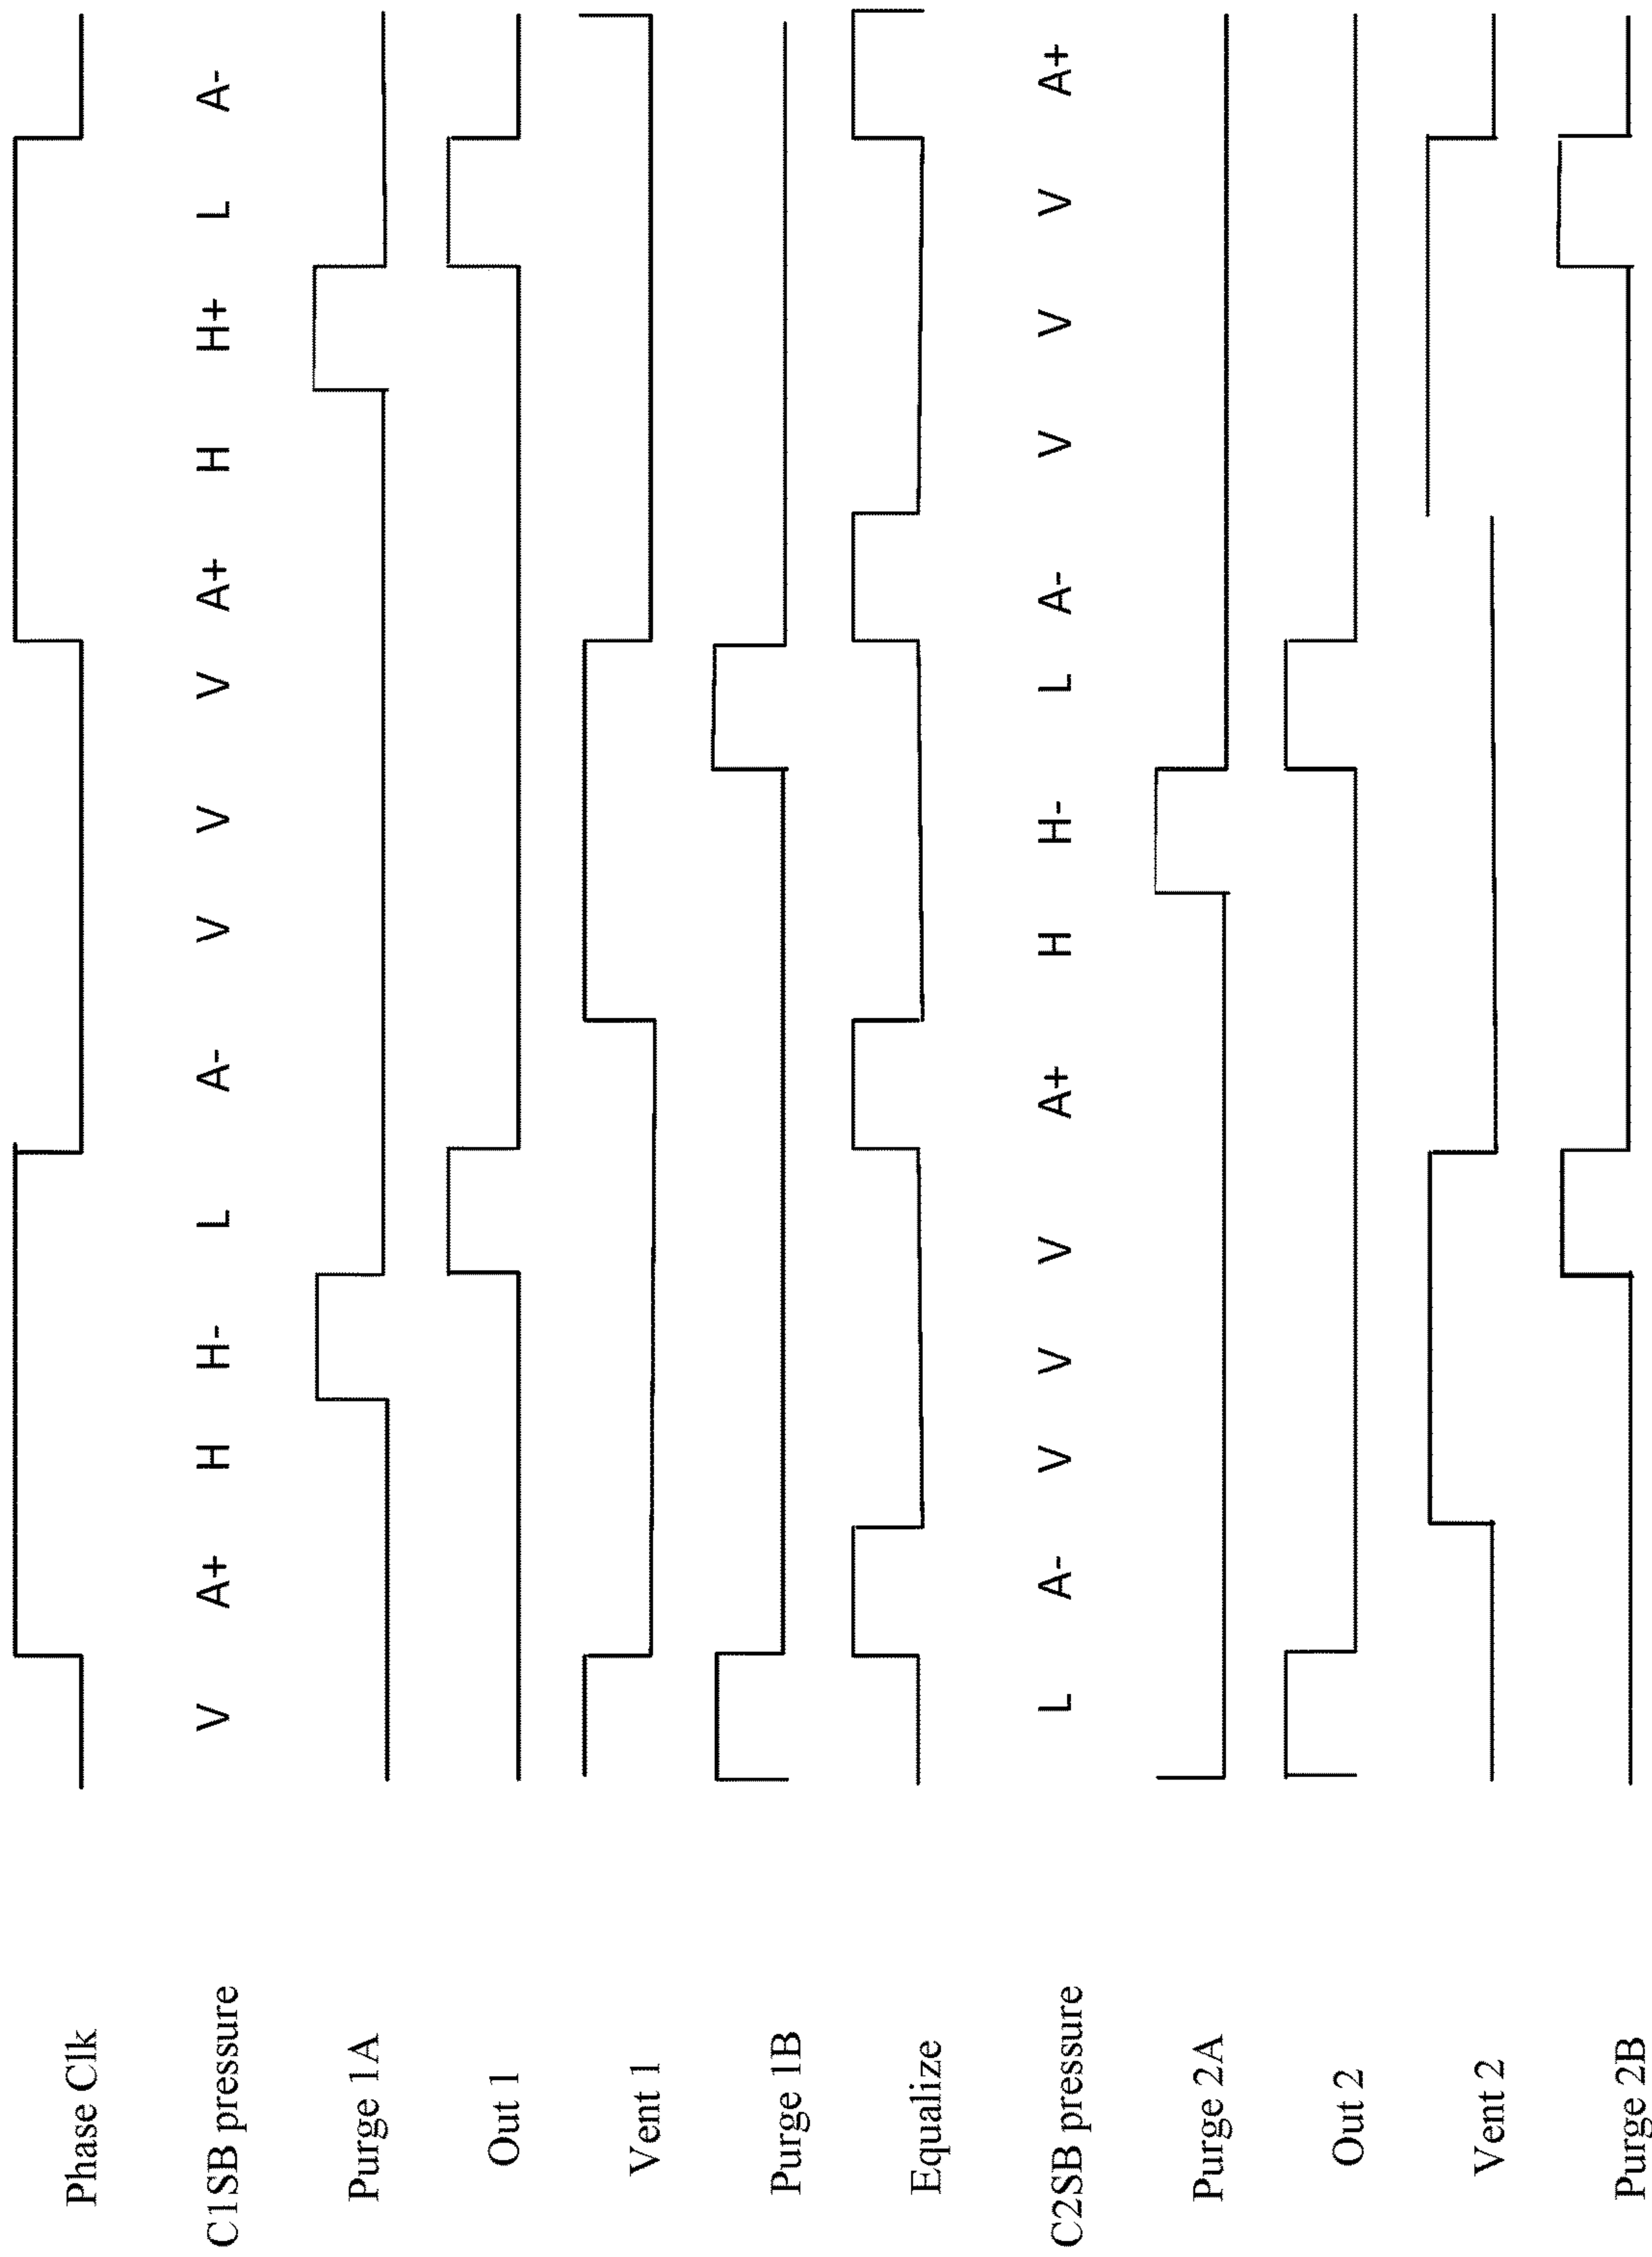 Phase Clk
C1SB pressure V A+ H H- L A- V V V A+ H H+ L A-
Purge 1A
Out 1
Vent 1
Purge 1B
Equalize
C2SB pressure L A- V V V A+ H H- L A- V V V A+
Purge 2A
Out 2
Vent 2
Purge 2B